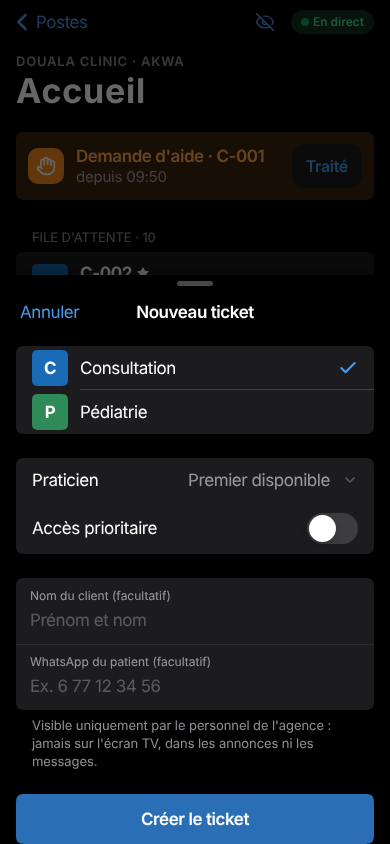 Postes
En direct
DOUALA CLINIC · AKWA
Accueil
Demande d'aide · C-001
depuis 09:50
Traité
FILE D'ATTENTE · 10
C-002 ★
Annuler
Nouveau ticket
C
Consultation
P
Pédiatrie
Praticien
Premier disponible
Accès prioritaire
Nom du client (facultatif)
Prénom et nom
WhatsApp du patient (facultatif)
Ex. 6 77 12 34 56
Visible uniquement par le personnel de l'agence :
jamais sur l'écran TV, dans les annonces ni les
messages.
Créer le ticket